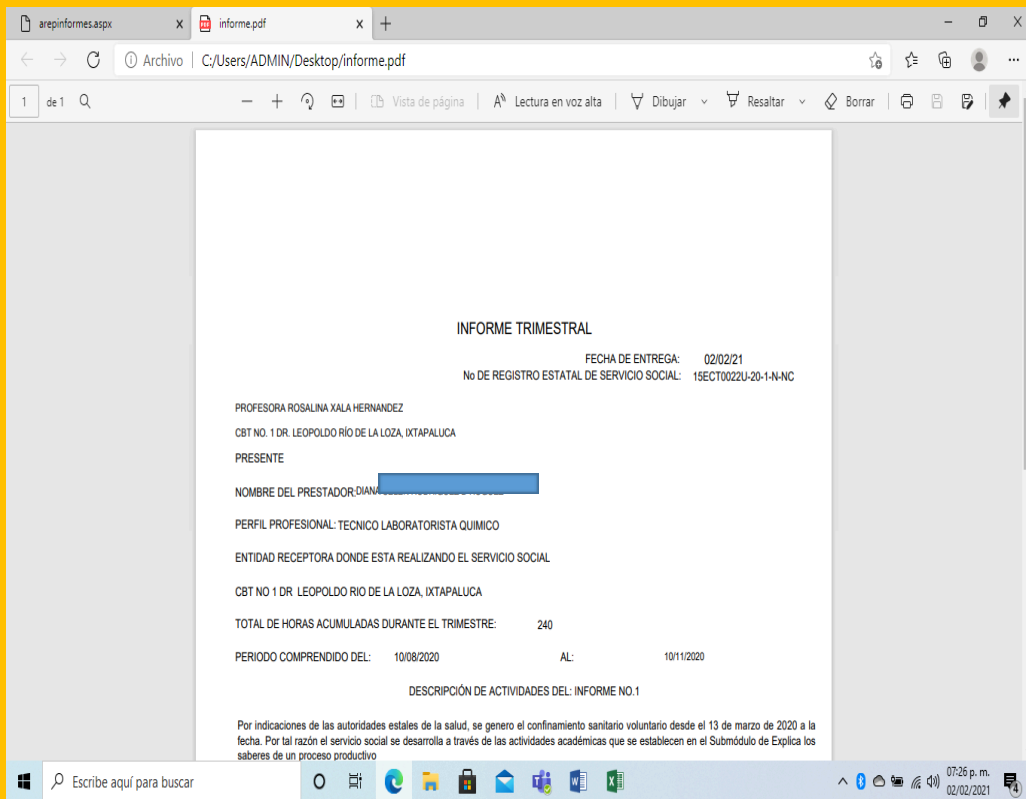 arepinformes.aspx
informe.pdf
Archivo
C:/Users/ADMIN/Desktop/informe.pdf
1 de 1
Vista de página
Lectura en voz alta
Dibujar
Resaltar
Borrar
INFORME TRIMESTRAL
FECHA DE ENTREGA: 02/02/21
No DE REGISTRO ESTATAL DE SERVICIO SOCIAL: 15ECT0022U-20-1-N-NC
PROFESORA ROSALINA XALA HERNANDEZ
CBT NO. 1 DR. LEOPOLDO RÍO DE LA LOZA, IXTAPALUCA
PRESENTE
NOMBRE DEL PRESTADOR:DIANA
PERFIL PROFESIONAL: TECNICO LABORATORISTA QUIMICO
ENTIDAD RECEPTORA DONDE ESTA REALIZANDO EL SERVICIO SOCIAL
CBT NO 1 DR LEOPOLDO RIO DE LA LOZA, IXTAPALUCA
TOTAL DE HORAS ACUMULADAS DURANTE EL TRIMESTRE: 240
PERIODO COMPRENDIDO DEL: 10/08/2020 AL: 10/11/2020
DESCRIPCIÓN DE ACTIVIDADES DEL: INFORME NO.1
Por indicaciones de las autoridades estales de la salud, se genero el confinamiento sanitario voluntario desde el 13 de marzo de 2020 a la
fecha. Por tal razón el servicio social se desarrolla a través de las actividades académicas que se establecen en el Submódulo de Explica los
saberes de un proceso productivo
Escribe aquí para buscar
07:26 p. m.
02/02/2021
4